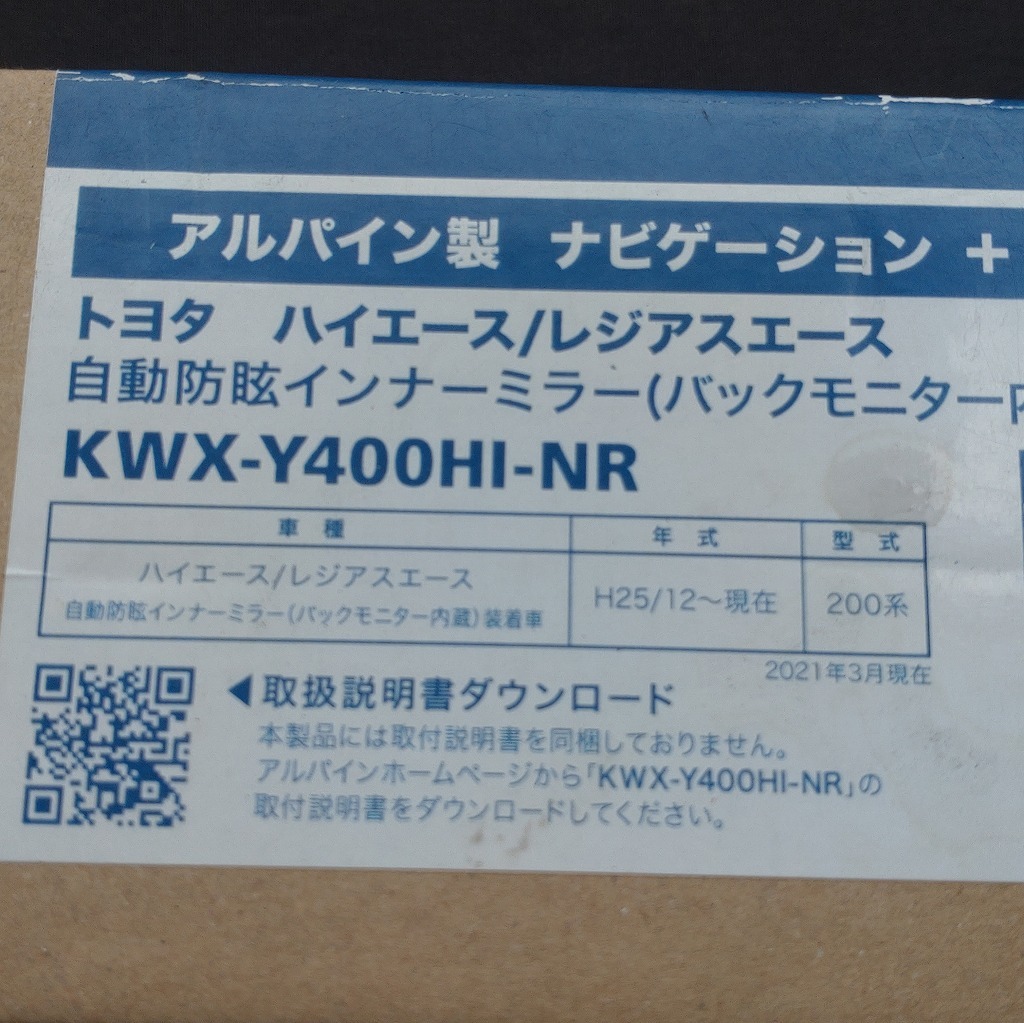 アルパイン製 ナビゲーション +
トヨタ ハイエース/レジアスエース
自動防眩インナーミラー(バックモニター内
KWX-Y400HI-NR
車 種 年 式 型 式
ハイエース/レジアスエース
自動防眩インナーミラー(バックモニター内蔵)装着車 H25/12〜現在 200系
2021年3月現在
◀取扱説明書ダウンロード
本製品には取付説明書を同梱しておりません。
アルパインホームページから「KWX-Y400HI-NR」の
取付説明書をダウンロードしてください。